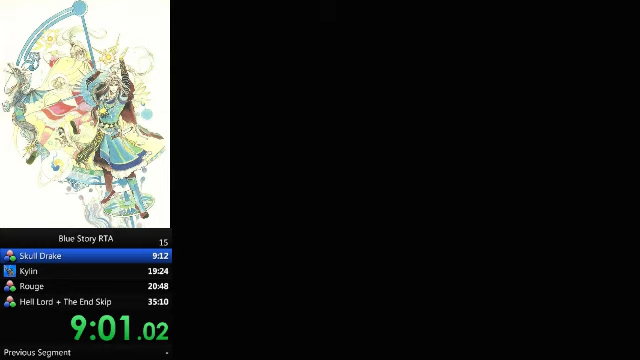 Blue Story RTA
15
Skull Drake 9:12
Kylin 19:24
Rouge 20:48
Hell Lord + The End Skip 35:10
9:01.02
Previous Segment -